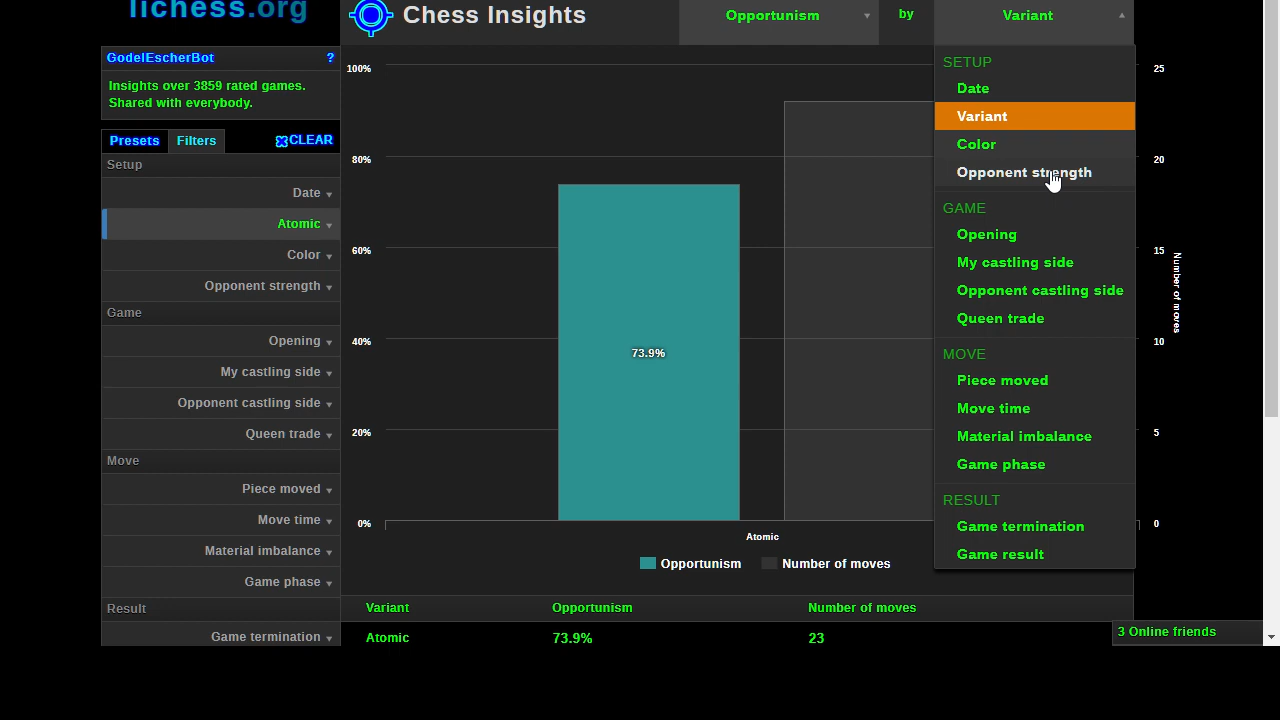 lichess.org
Chess Insights
Opportunism
by
Variant
GodelEscherBot ?
Insights over 3859 rated games.
Shared with everybody.
Presets
Filters
CLEAR
Setup
Date
Atomic
Color
Opponent strength
Game
Opening
My castling side
Opponent castling side
Queen trade
Move
Piece moved
Move time
Material imbalance
Game phase
Result
Game termination
100%
80%
60%
40%
20%
0%
73.9%
Atomic
Opportunism
Number of moves
SETUP
Date
Variant
Color
Opponent strength
GAME
Opening
My castling side
Opponent castling side
Queen trade
MOVE
Piece moved
Move time
Material imbalance
Game phase
RESULT
Game termination
Game result
25
20
15
10
5
0
Number of moves
Variant Opportunism Number of moves
Atomic 73.9% 23
3 Online friends